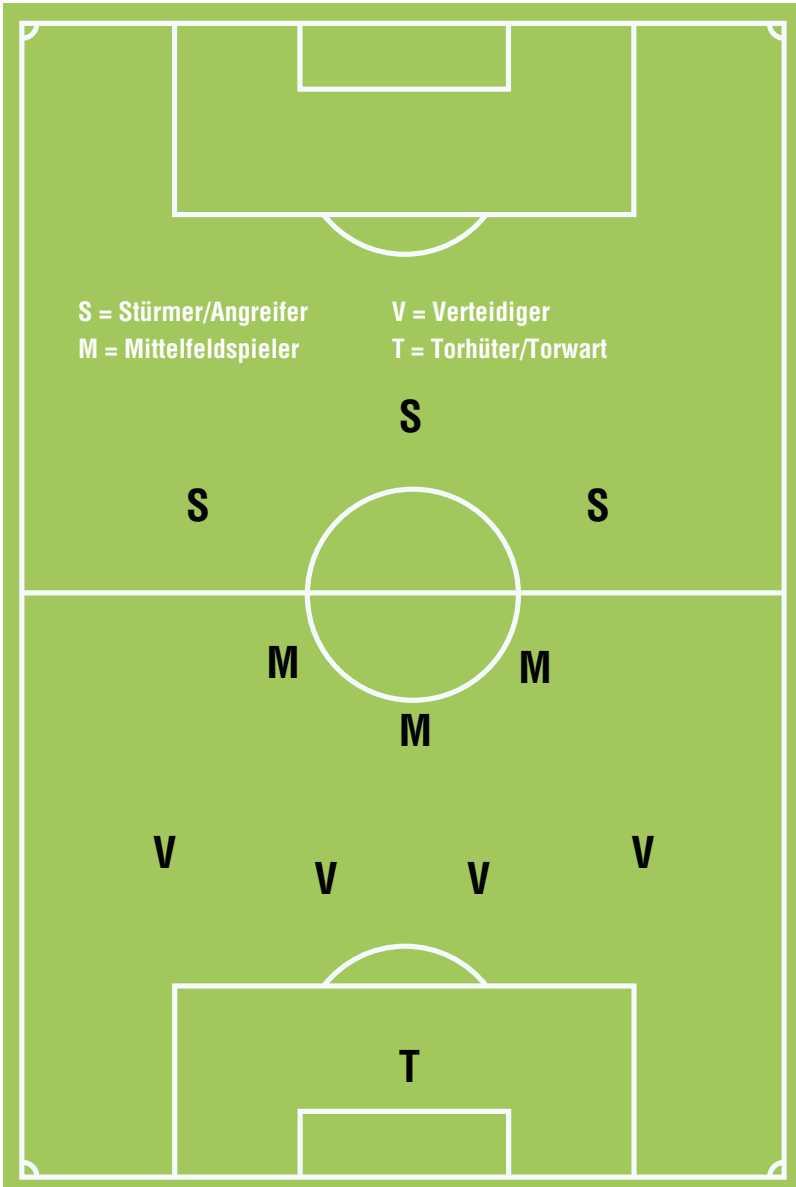 S = Stürmer/Angreifer V = Verteidiger
M = Mittelfeldspieler T = Torhüter/Torwart
S
S S
M M
M
V V
V V
T